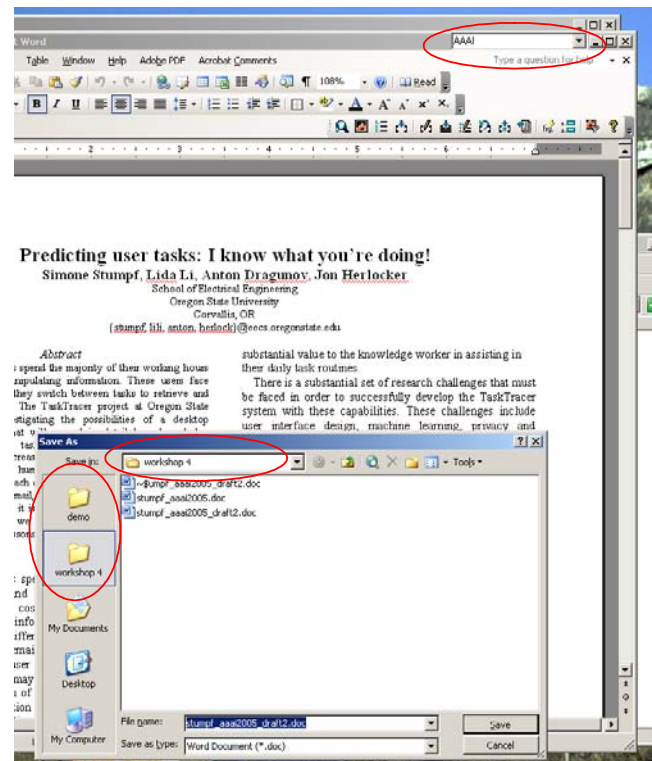 Word
AAAI
Table Window Help Adobe PDF Acrobat Comments
Type a question for help
108% Read
B I U A A A x² x₂
2 3 4 5 6
Predicting user tasks: I know what you're doing!
Simone Stumpf, Lida Li, Anton Dragunov, Jon Herlocker
School of Electrical Engineering
Oregon State University
Corvallis, OR
{stumpf, lili, anton, herlock}@eecs.oregonstate.edu
Abstract
spend the majority of their working hours
nipulating information. These users face
they switch between tasks to retrieve and
The TaskTracer project at Oregon State
stigating the possibilities of a desktop
substantial value to the knowledge worker in assisting in
their daily task routines.
There is a substantial set of research challenges that must
be faced in order to successfully develop the TaskTracer
system with these capabilities. These challenges include
user interface design, machine learning, privacy and
Save As
Save in: workshop 4 Tools
demo
workshop 4
My Documents
Desktop
My Computer
~$umpf_aaai2005_draft2.doc
stumpf_aaai2005.doc
stumpf_aaai2005_draft2.doc
File name: stumpf_aaai2005_draft2.doc Save
Save as type: Word Document (*.doc) Cancel